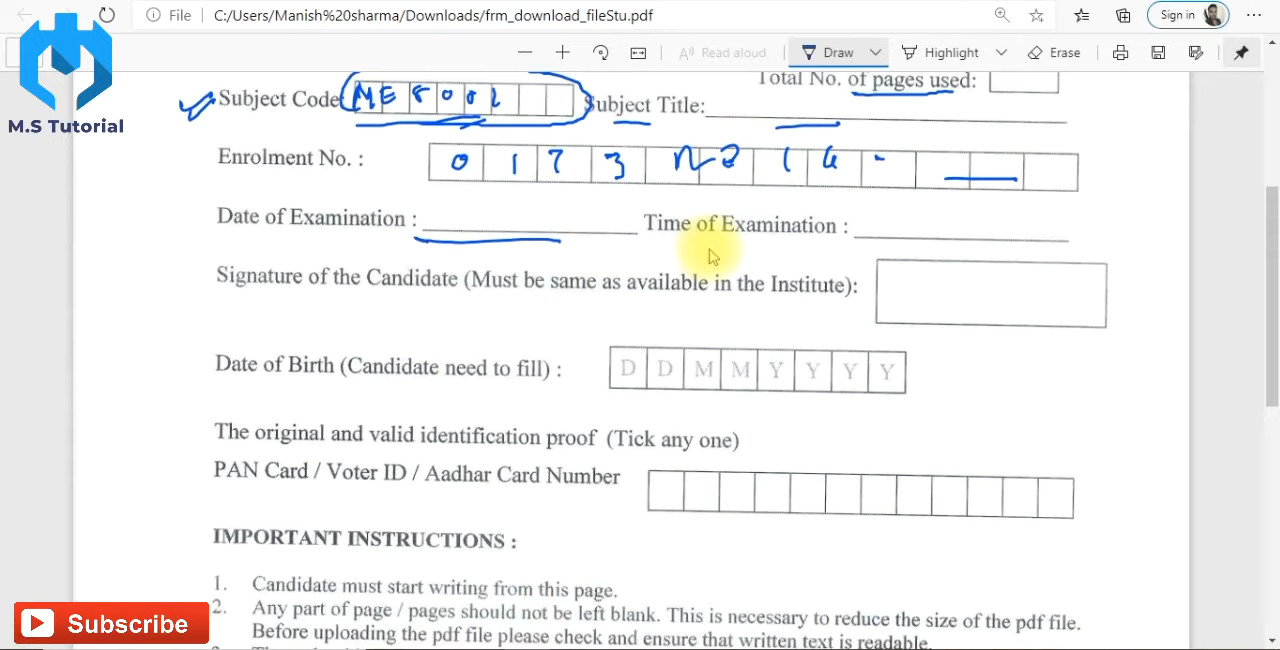 File C:/Users/Manish%20sharma/Downloads/frm_download_fileStu.pdf Sign in
Read aloud Draw Highlight Erase
M.S Tutorial
Total No. of pages used:
Subject Code ME 8002 Subject Title:
Enrolment No. : 0 1 7 3
Date of Examination : Time of Examination :
Signature of the Candidate (Must be same as available in the Institute):
Date of Birth (Candidate need to fill) : D D M M Y Y Y Y
The original and valid identification proof (Tick any one)
PAN Card / Voter ID / Aadhar Card Number
IMPORTANT INSTRUCTIONS :
1. Candidate must start writing from this page.
2. Any part of page / pages should not be left blank. This is necessary to reduce the size of the pdf file.
Before uploading the pdf file please check and ensure that written text is readable.
Subscribe